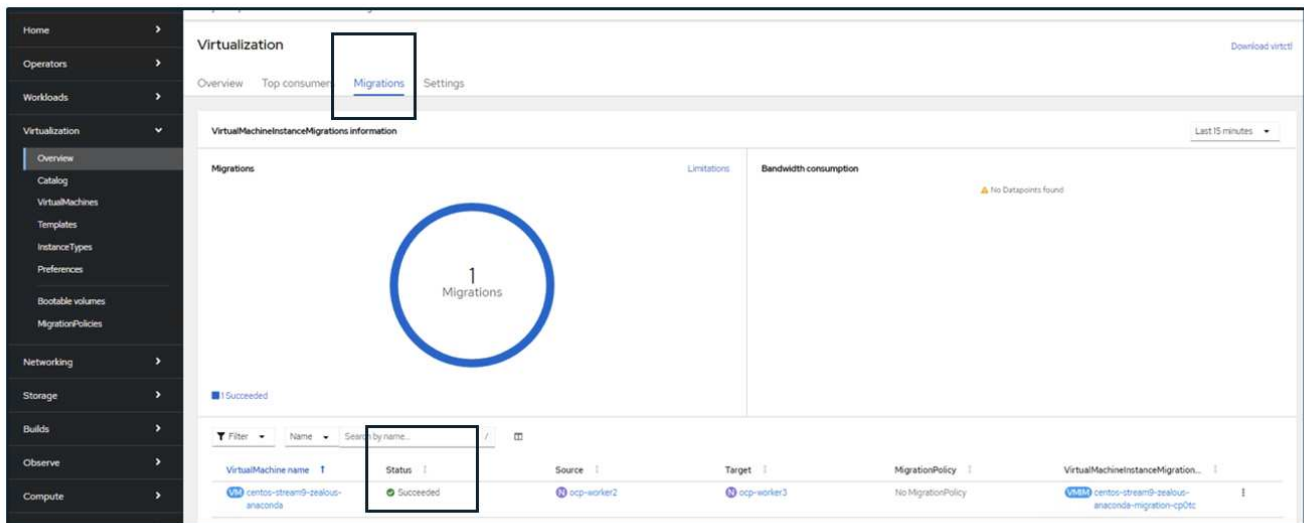 Home
Operators
Workloads
Virtualization
Overview
Catalog
VirtualMachines
Templates
InstanceTypes
Preferences
Bootable volumes
MigrationPolicies
Networking
Storage
Builds
Observe
Compute
Virtualization
Download virtctl
Overview Top consumers Migrations Settings
VirtualMachineInstanceMigrations information
Last 15 minutes
Migrations Limitations
Bandwidth consumption
No Datapoints found
1
Migrations
1 Succeeded
Filter Name Search by name... /
VirtualMachine name Status Source Target MigrationPolicy VirtualMachineInstanceMigration...
VM centos-stream9-zealous- Succeeded N ocp-worker2 N ocp-worker3 No MigrationPolicy VMIM centos-stream9-zealous-
anaconda anaconda-migration-cp0tc